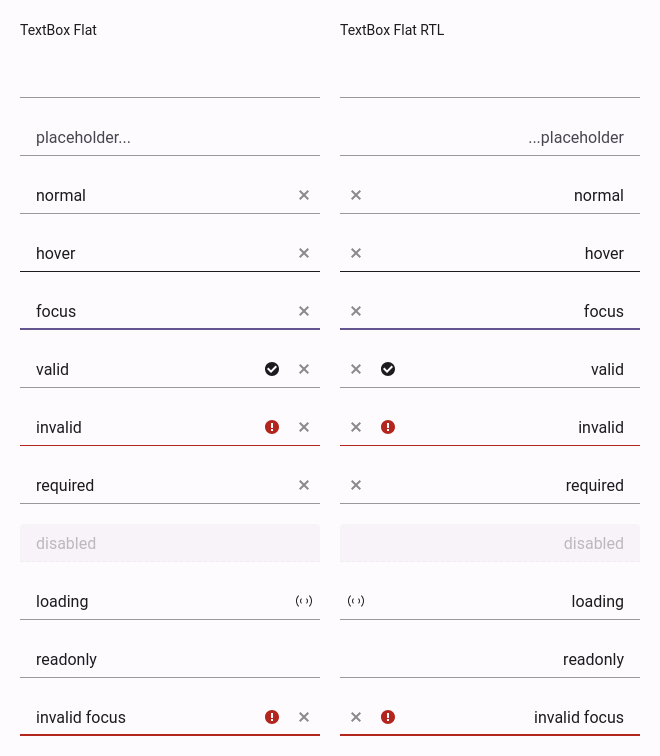 TextBox Flat
placeholder...
normal
hover
focus
valid
invalid
required
disabled
loading
readonly
invalid focus
TextBox Flat RTL
...placeholder
normal
hover
focus
valid
invalid
required
disabled
loading
readonly
invalid focus